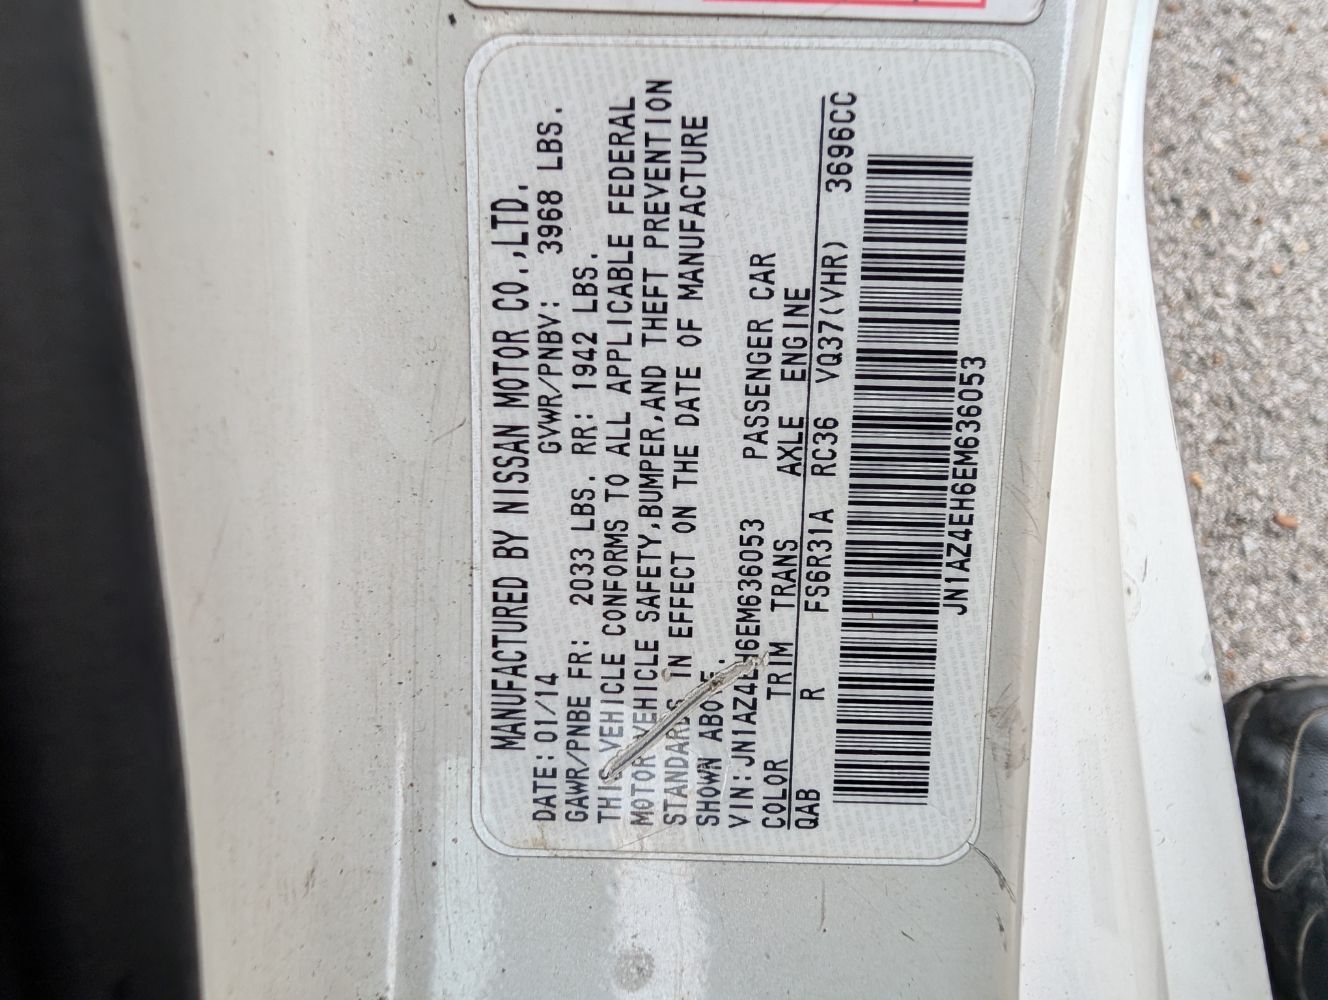 MANUFACTURED BY NISSAN MOTOR CO.,LTD.
DATE:01/14 GVWR/PNBV: 3968 LBS.
GAWR/PNBE FR: 2033 LBS. RR: 1942 LBS.
THIS VEHICLE CONFORMS TO ALL APPLICABLE FEDERAL
MOTOR VEHICLE SAFETY,BUMPER,AND THEFT PREVENTION
STANDARDS IN EFFECT ON THE DATE OF MANUFACTURE
SHOWN ABOVE.
VIN:JN1AZ4EH6EM636053 PASSENGER CAR
COLOR TRIM TRANS AXLE ENGINE
QAB R FS6R31A RC36 VQ37(VHR) 3696CC
JN1AZ4EH6EM636053